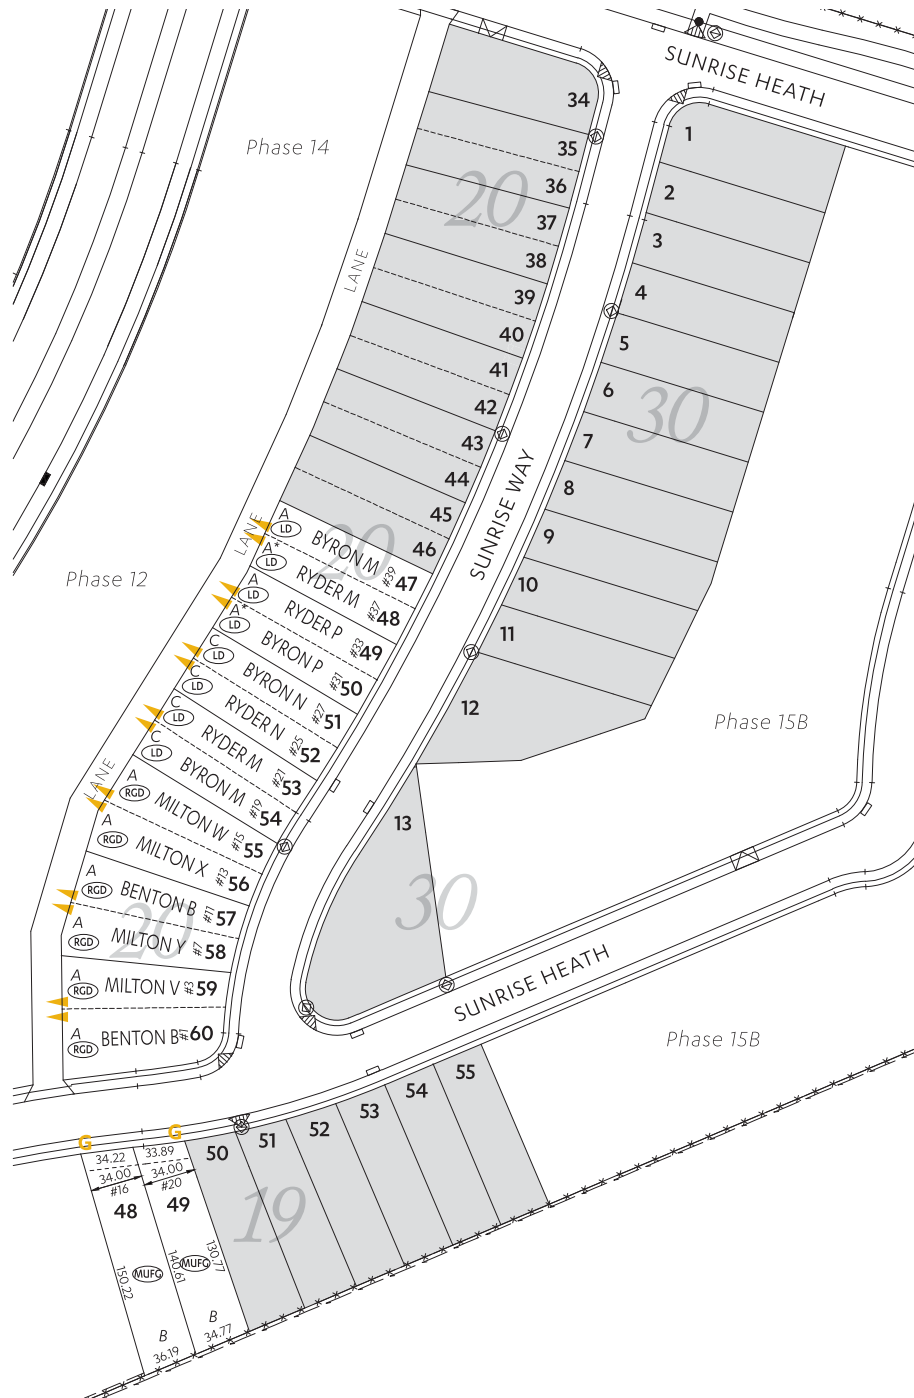 SUNRISE HEATH
34
1
35
Phase 14
36
20
2
37
3
38
LANE
39
4
40
5
41
6
42
30
43
7
44
8
SUNRISE WAY
45
9
46
A
LD
BYRON M
#39
47
20
LANE
A*
LD
RYDER M
#37
48
10
Phase 12
A
LD
RYDER P
#33
49
11
A*
LD
BYRON P
#31
50
C
LD
BYRON N
#27
51
12
Phase 15B
C
LD
RYDER N
#25
52
C
LD
RYDER M
#21
53
C
LD
BYRON M
#19
54
LANE
A
RGD
MILTON W
#15
55
13
A
RGD
MILTON X
#13
56
A
RGD
BENTON B
#11
57
30
20
A
RGD
MILTON Y
#7
58
A
RGD
MILTON V
#3
59
SUNRISE HEATH
A
RGD
BENTON B
#1
60
Phase 15B
55
54
53
52
51
50
G
G
34.22
33.89
34.00
34.00
#16
#20
48
49
19
150.22
MUFG
140.61
MUFG
130.77
B
36.19
B
34.77